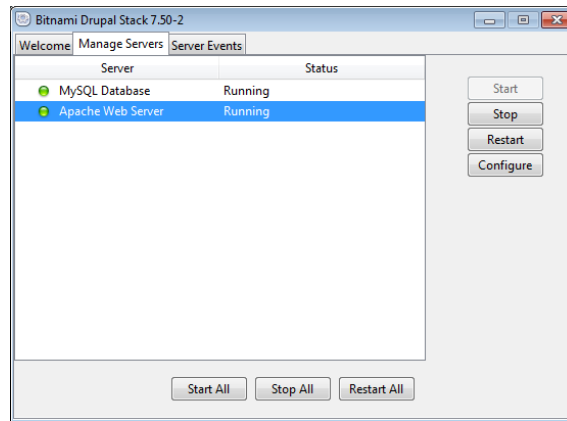 Bitnami Drupal Stack 7.50-2
Welcome Manage Servers Server Events
Server Status
MySQL Database Running
Apache Web Server Running
Start
Stop
Restart
Configure
Start All Stop All Restart All